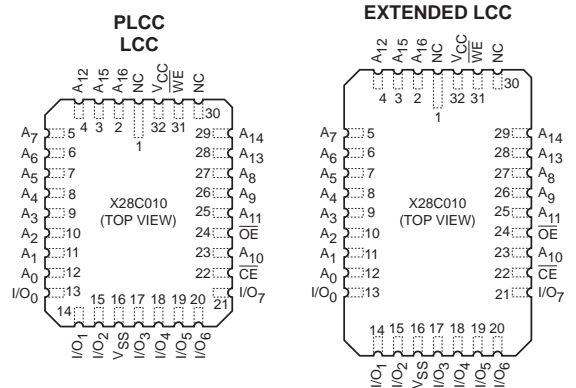 PLCC
LCC
A12 A15 A16 NC VCC WE NC
4 3 2 1 32 31 30
A7 5 29 A14
A6 6 28 A13
A5 7 27 A8
A4 8 X28C010 26 A9
A3 9 (TOP VIEW) 25 A11
A2 10 24 OE
A1 11 23 A10
A0 12 22 CE
I/O0 13 21 I/O7
14 15 16 17 18 19 20
I/O1 I/O2 VSS I/O3 I/O4 I/O5 I/O6
EXTENDED LCC
A12 A15 A16 NC VCC WE NC
4 3 2 1 32 31 30
A7 5 29 A14
A6 6 28 A13
A5 7 27 A8
A4 8 X28C010 26 A9
A3 9 (TOP VIEW) 25 A11
A2 10 24 OE
A1 11 23 A10
A0 12 22 CE
I/O0 13 21 I/O7
14 15 16 17 18 19 20
I/O1 I/O2 VSS I/O3 I/O4 I/O5 I/O6